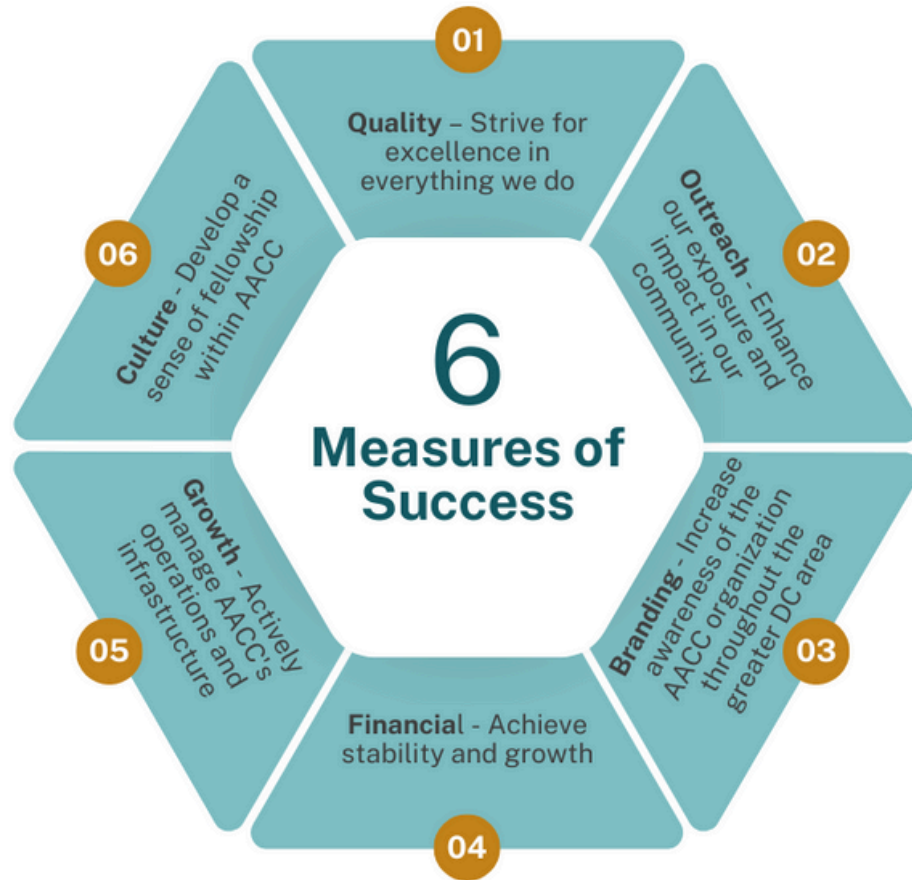 01
Quality – Strive for
excellence in
everything we do
02
Outreach - Enhance
our exposure and
impact in our
community
03
Branding - Increase
awareness of the
AACC organization
throughout the
greater DC area
04
Financial - Achieve
stability and growth
05
Growth - Actively
manage AACC's
operations and
infrastructure
06
Culture - Develop a
sense of fellowship
within AACC
6
Measures of
Success